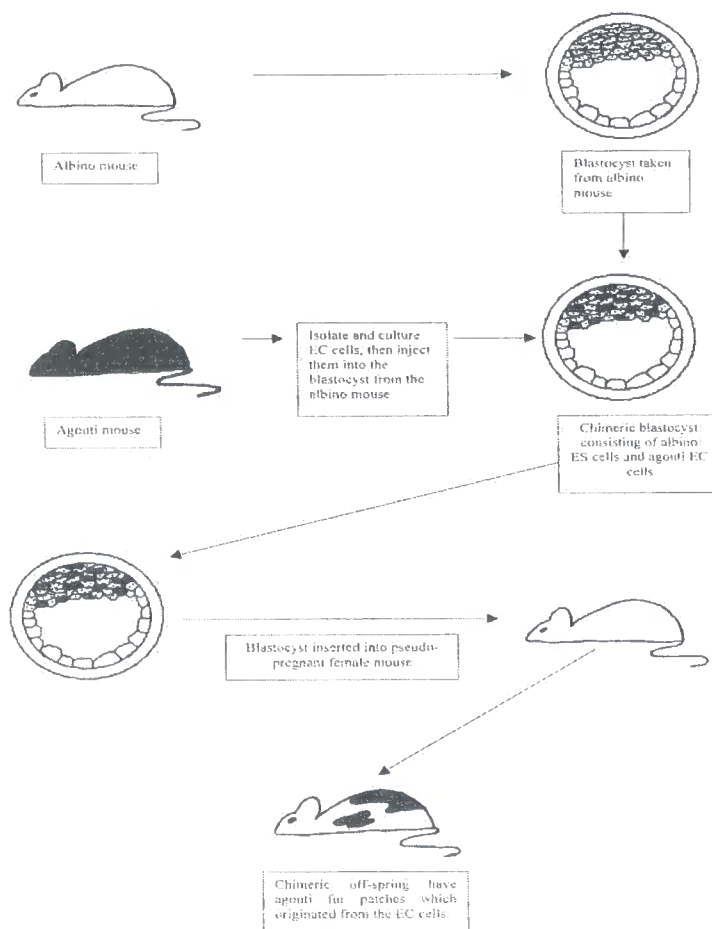 Albino mouse
Blastocyst taken
from albino
mouse
Agouti mouse
Isolate and culture
EC cells, then inject
them into the
blastocyst from the
albino mouse
Chimeric blastocyst
consisting of albino
ES cells and agouti EC
cells
Blastocyst inserted into pseudo-
pregnant female mouse
Chimeric off-spring have
agouti fur patches which
originated from the EC cells.